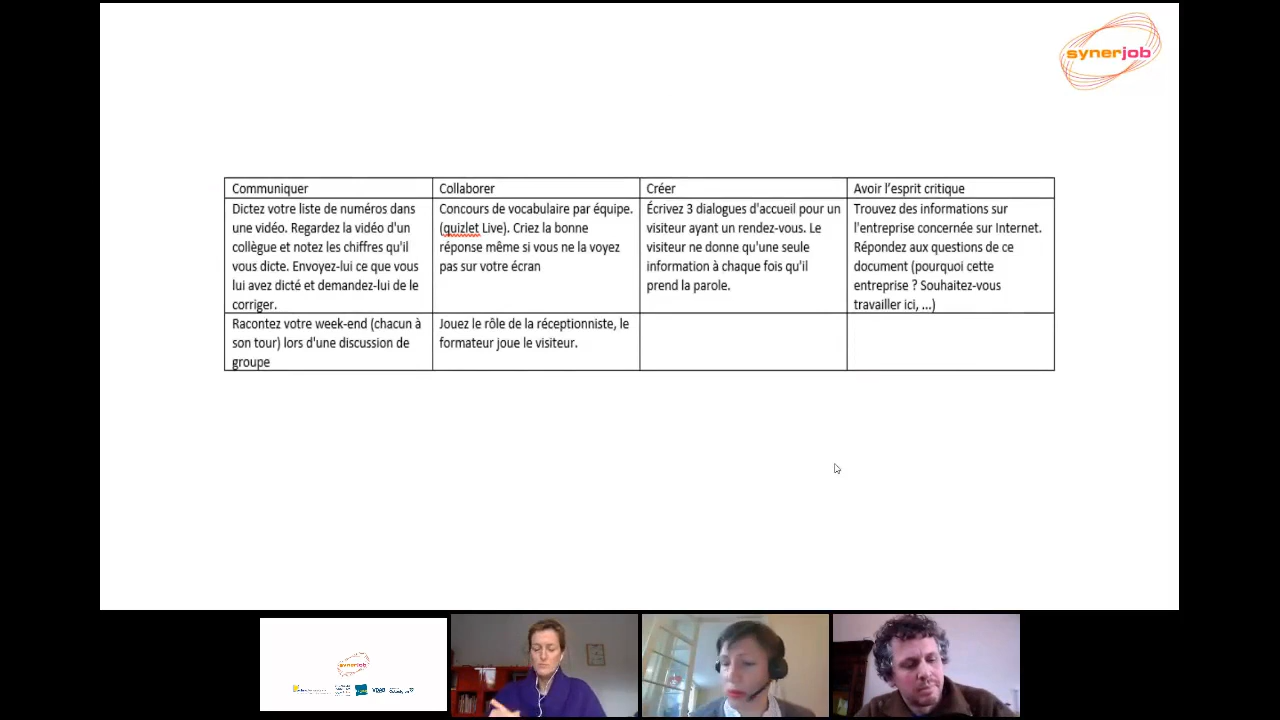 synerjob
Communiquer
Dictez votre liste de numéros dans
une vidéo. Regardez la vidéo d'un
collègue et notez les chiffres qu'il
vous dicte. Envoyez-lui ce que vous
lui avez dicté et demandez-lui de le
corriger.
Racontez votre week-end (chacun à
son tour) lors d'une discussion de
groupe
Collaborer
Concours de vocabulaire par équipe.
(quizlet Live). Criez la bonne
réponse même si vous ne la voyez
pas sur votre écran
Jouez le rôle de la réceptionniste, le
formateur joue le visiteur.
Créer
Écrivez 3 dialogues d'accueil pour un
visiteur ayant un rendez-vous. Le
visiteur ne donne qu'une seule
information à chaque fois qu'il
prend la parole.
Avoir l’esprit critique
Trouvez des informations sur
l'entreprise concernée sur Internet.
Répondez aux questions de ce
document (pourquoi cette
entreprise ? Souhaitez-vous
travailler ici, ...)
synerjob